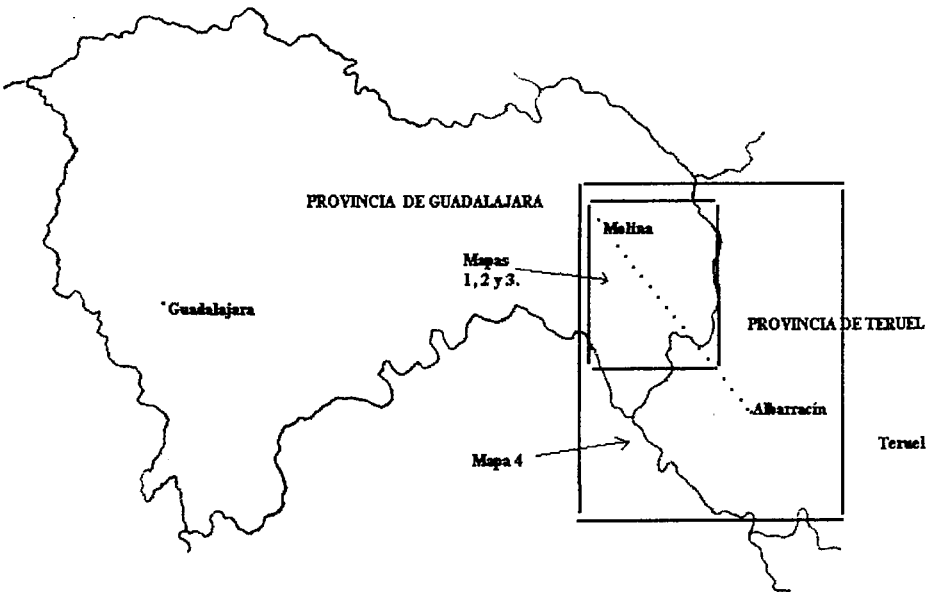 PROVINCIA DE GUADALAJARA
Molina
Mapas
1, 2 y 3.
Guadalajara
PROVINCIA DE TERUEL
Albarracín
Teruel
Mapa 4